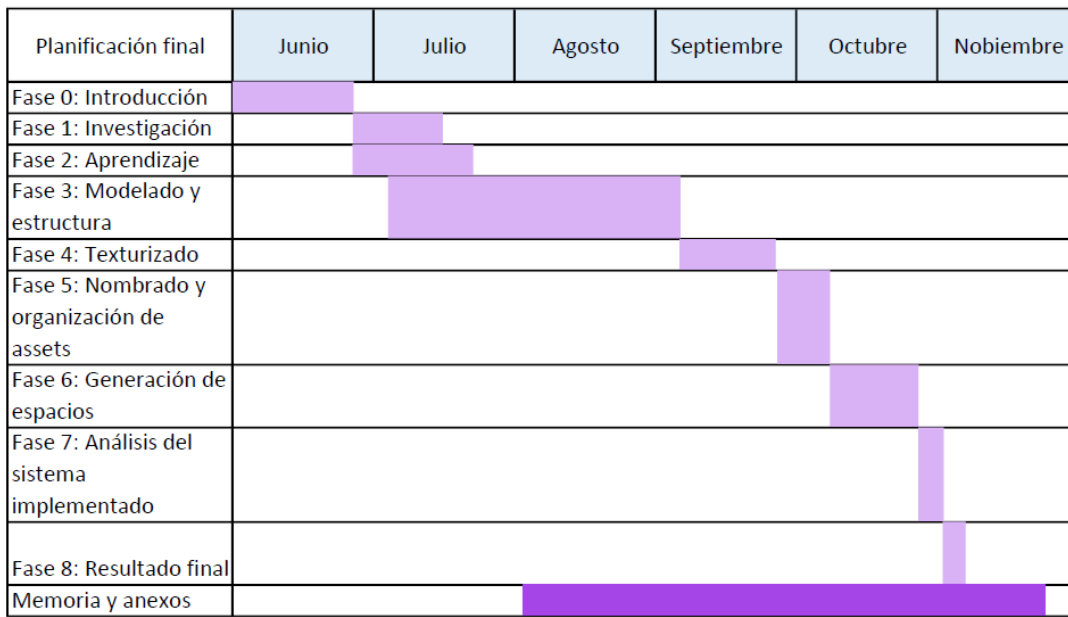 Planificación final Junio Julio Agosto Septiembre Octubre Nobiembre
Fase 0: Introducción
Fase 1: Investigación
Fase 2: Aprendizaje
Fase 3: Modelado y
estructura
Fase 4: Texturizado
Fase 5: Nombrado y
organización de
assets
Fase 6: Generación de
espacios
Fase 7: Análisis del
sistema
implementado
Fase 8: Resultado final
Memoria y anexos